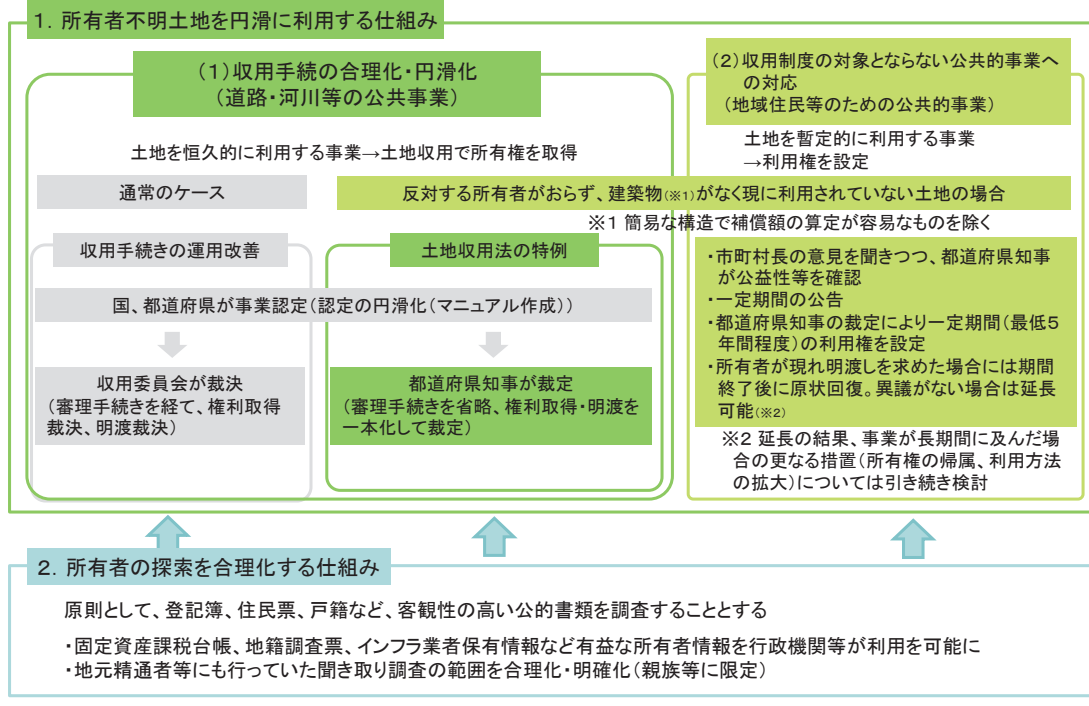 1．所有者不明土地を円滑に利用する仕組み
（1）収用手続の合理化・円滑化
（道路・河川等の公共事業）
土地を恒久的に利用する事業→土地収用で所有権を取得
（2）収用制度の対象とならない公共的事業へ
の対応
（地域住民等のための公共的事業）
土地を暫定的に利用する事業
→利用権を設定
通常のケース
反対する所有者がおらず、建築物(※1)がなく現に利用されていない土地の場合
※1 簡易な構造で補償額の算定が容易なものを除く
収用手続きの運用改善
土地収用法の特例
国、都道府県が事業認定（認定の円滑化（マニュアル作成））
収用委員会が裁決
（審理手続きを経て、権利取得
裁決、明渡裁決）
都道府県知事が裁定
（審理手続きを省略、権利取得・明渡を
一本化して裁定）
・市町村長の意見を聞きつつ、都道府県知事
が公益性等を確認
・一定期間の公告
・都道府県知事の裁定により一定期間（最低5
年間程度）の利用権を設定
・所有者が現れ明渡しを求めた場合には期間
終了後に原状回復。異議がない場合は延長
可能(※2)
※2 延長の結果、事業が長期間に及んだ場
合の更なる措置（所有権の帰属、利用方法
の拡大）については引き続き検討
2．所有者の探索を合理化する仕組み
原則として、登記簿、住民票、戸籍など、客観性の高い公的書類を調査することとする
・固定資産課税台帳、地籍調査票、インフラ業者保有情報など有益な所有者情報を行政機関等が利用を可能に
・地元精通者等にも行っていた聞き取り調査の範囲を合理化・明確化（親族等に限定）